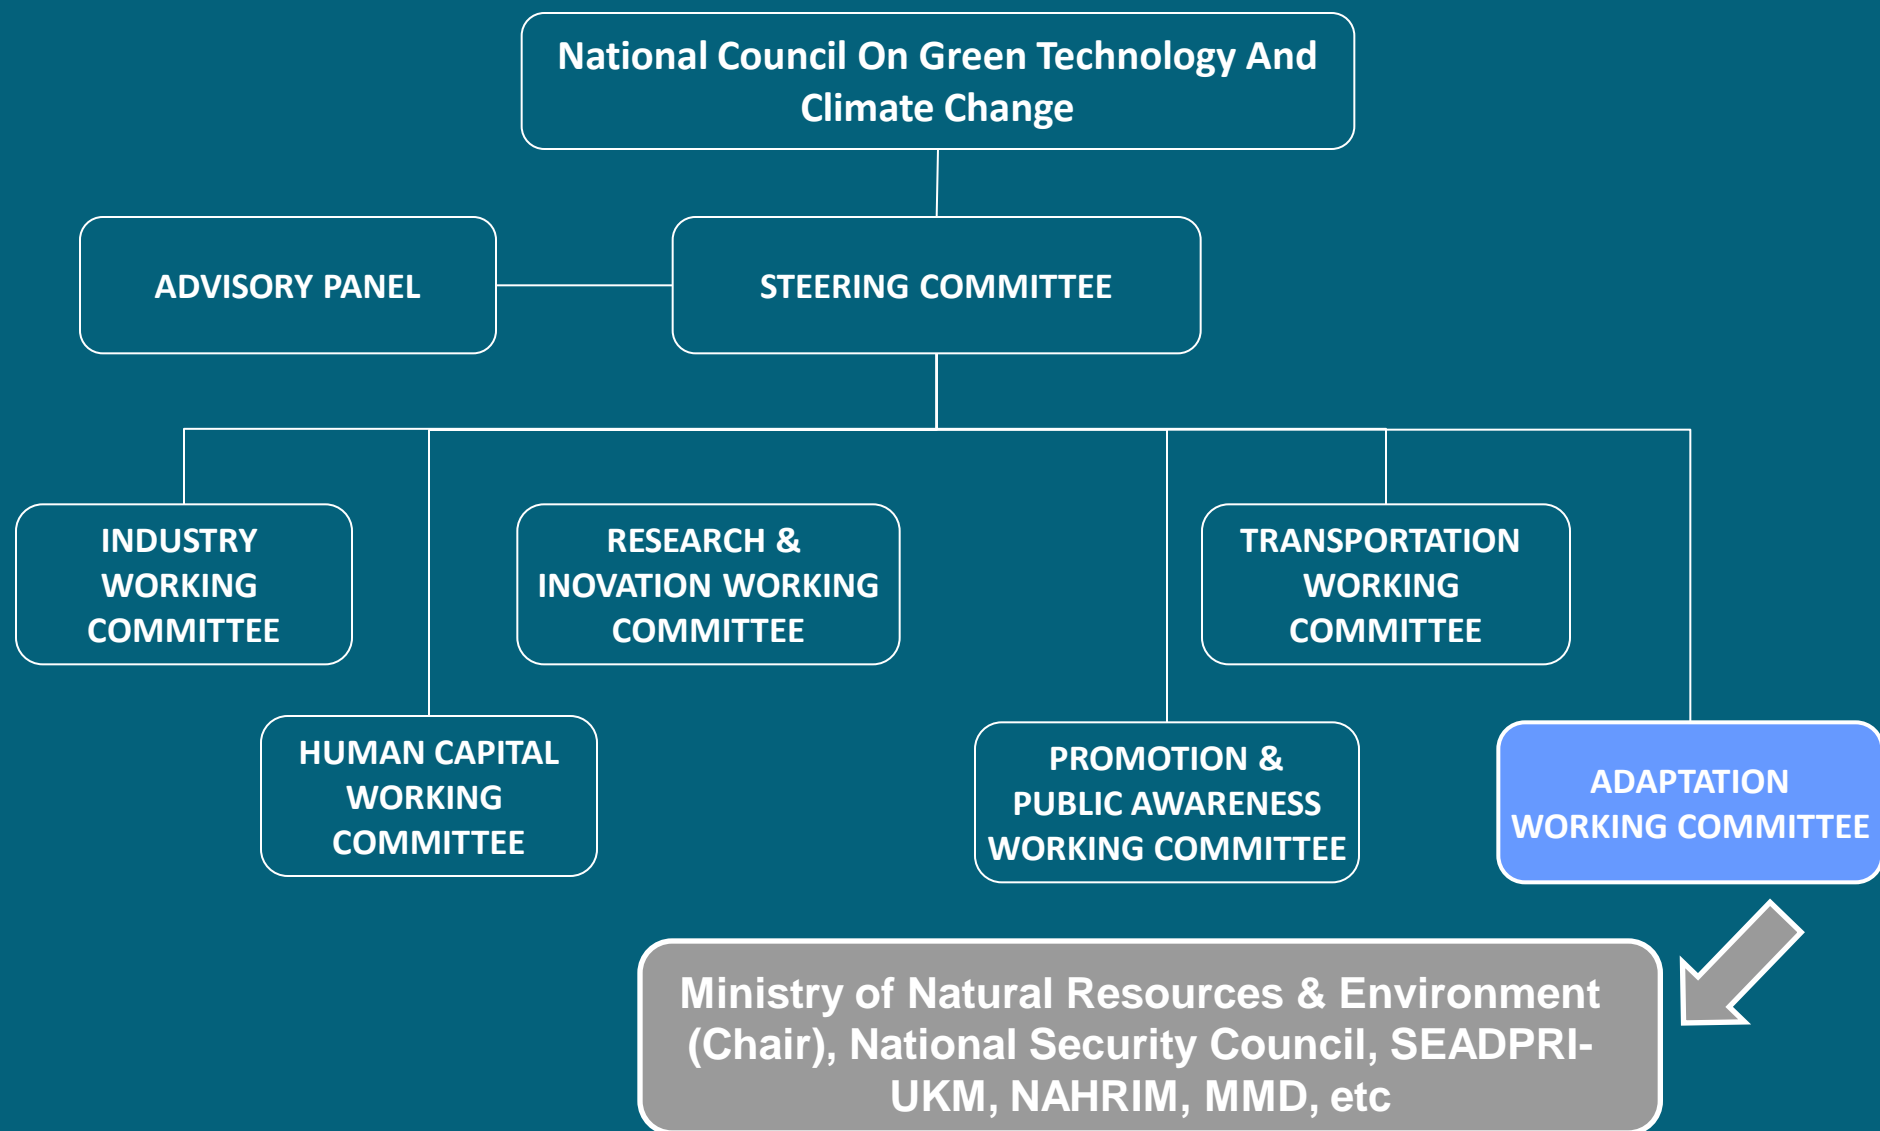 National Council On Green Technology And
Climate Change
ADVISORY PANEL
STEERING COMMITTEE
INDUSTRY
WORKING
COMMITTEE
RESEARCH &
INOVATION WORKING
COMMITTEE
TRANSPORTATION
WORKING
COMMITTEE
HUMAN CAPITAL
WORKING
COMMITTEE
PROMOTION &
PUBLIC AWARENESS
WORKING COMMITTEE
ADAPTATION
WORKING COMMITTEE
Ministry of Natural Resources & Environment
(Chair), National Security Council, SEADPRI-
UKM, NAHRIM, MMD, etc